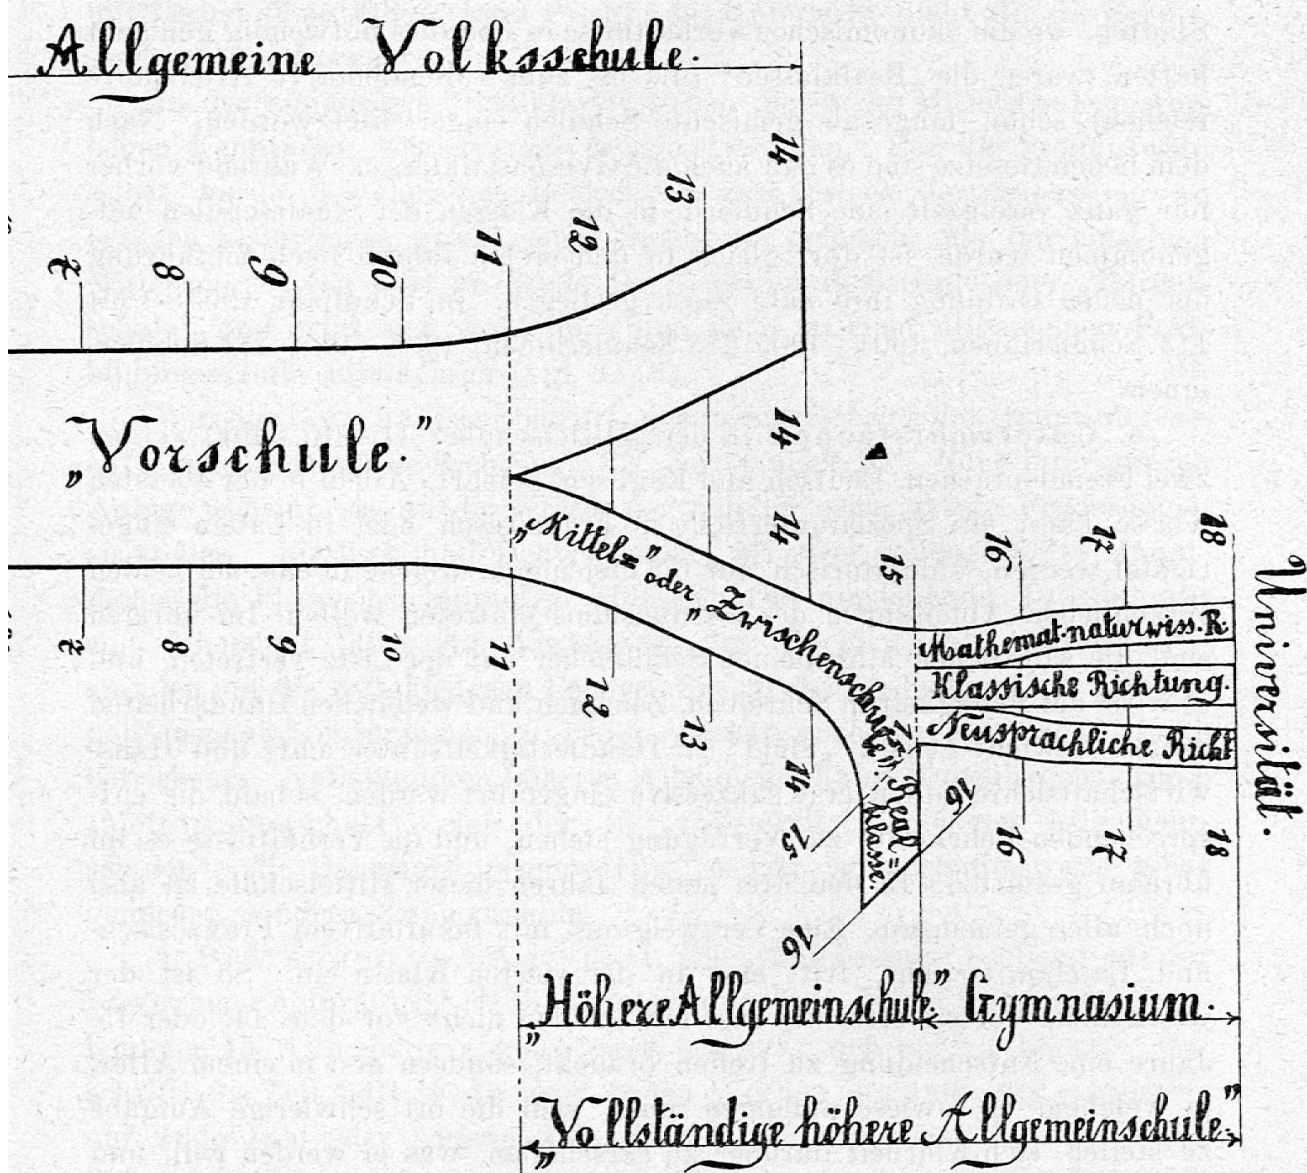 Allgemeine Volksschule.
7 8 9 10 11 12 13 14
„Vorschule.”
14
7 8 9 10 11 12 13 14 15 16
„Mittel=” oder „Zwischenschule”.
14 15 16 17 18
15
Real=
klasse.
16
Mathemat.-naturwiss. R.
Klassische Richtung.
Neusprachliche Richt
16 17 18
Universität.
„Höhere Allgemeinschule” Gymnasium.
„Vollständige höhere Allgemeinschule.”